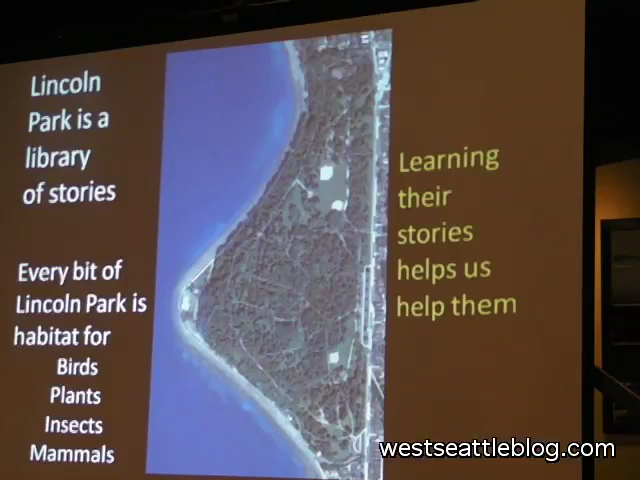 Lincoln
Park is a
library
of stories
Every bit of
Lincoln Park is
habitat for
Birds
Plants
Insects
Mammals
Learning
their
stories
helps us
help them
westseattleblog.com